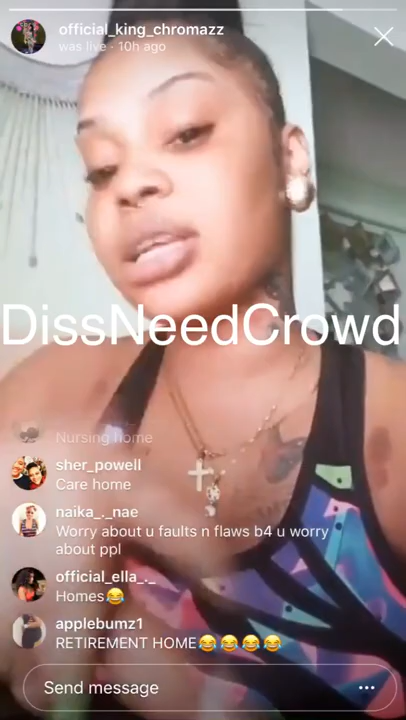 official_king_chromazz
was live · 10h ago
DissNeedCrowd
Nursing home
sher_powell
Care home
naika_._nae
Worry about u faults n flaws b4 u worry
about ppl
official_ella_._
Homes😂
applebumz1
RETIREMENT HOME😂😂😂😂
Send message